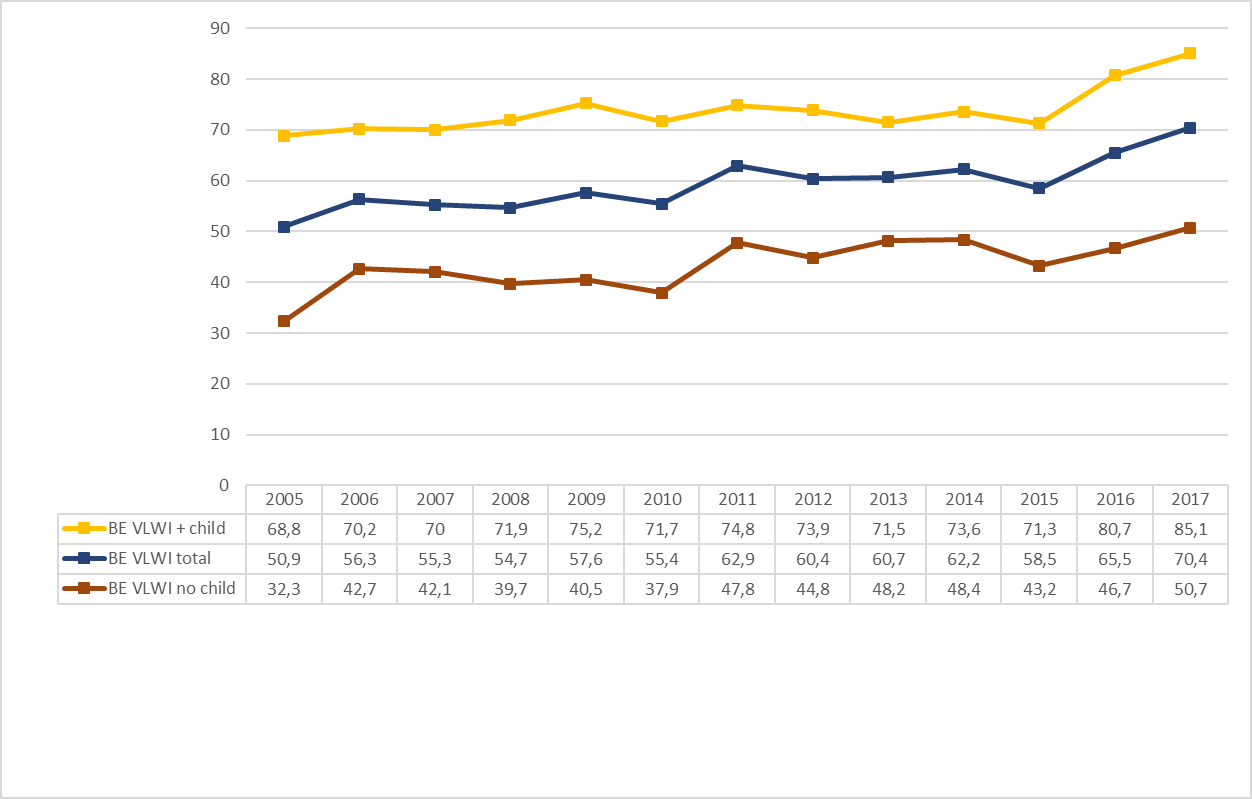 90
80
70
60
50
40
30
20
10
0
2005 2006 2007 2008 2009 2010 2011 2012 2013 2014 2015 2016 2017
BE VLWI + child 68,8 70,2 70 71,9 75,2 71,7 74,8 73,9 71,5 73,6 71,3 80,7 85,1
BE VLWI total 50,9 56,3 55,3 54,7 57,6 55,4 62,9 60,4 60,7 62,2 58,5 65,5 70,4
BE VLWI no child 32,3 42,7 42,1 39,7 40,5 37,9 47,8 44,8 48,2 48,4 43,2 46,7 50,7